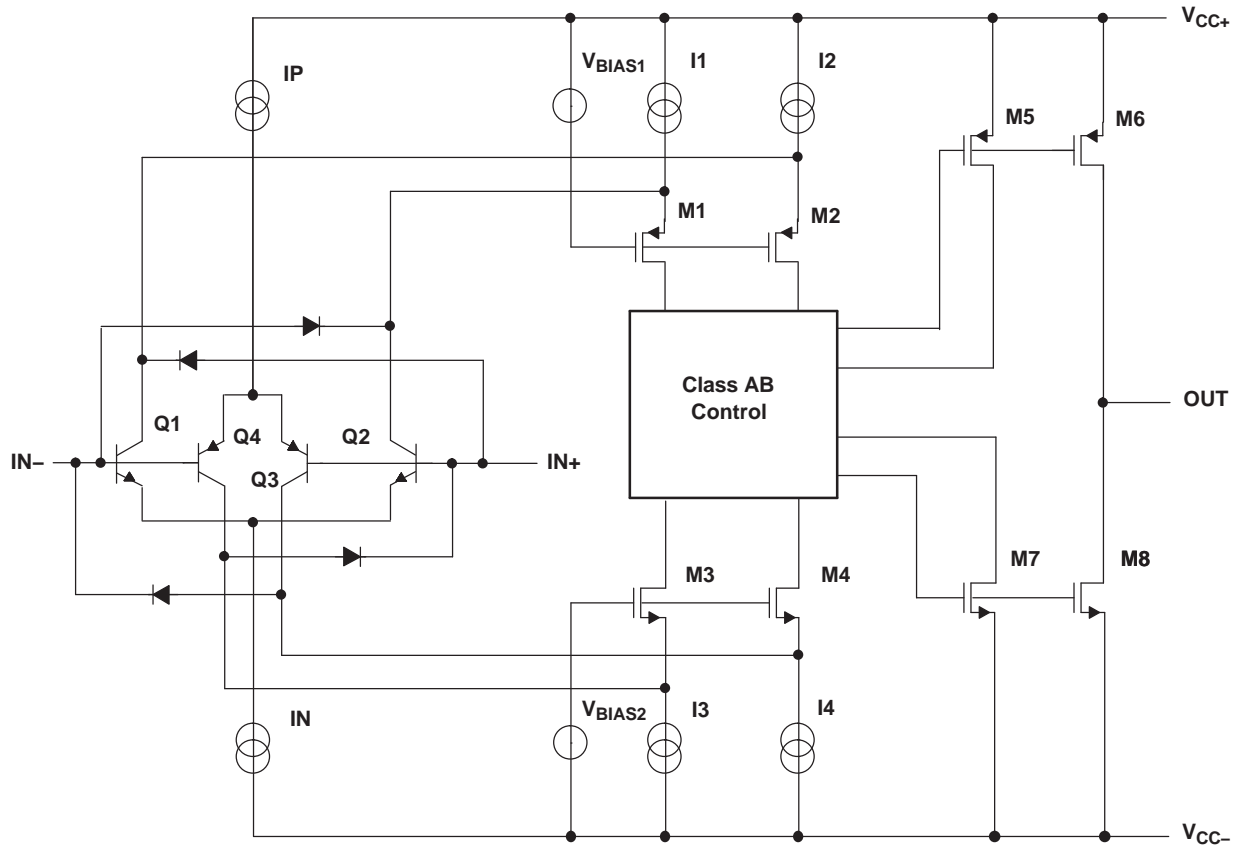 VCC+
IP
VBIAS1
I1
I2
M5
M6
M1
M2
Class AB
Control
OUT
Q1
Q4
Q2
IN–
Q3
IN+
M3
M4
M7
M8
IN
VBIAS2
I3
I4
VCC–